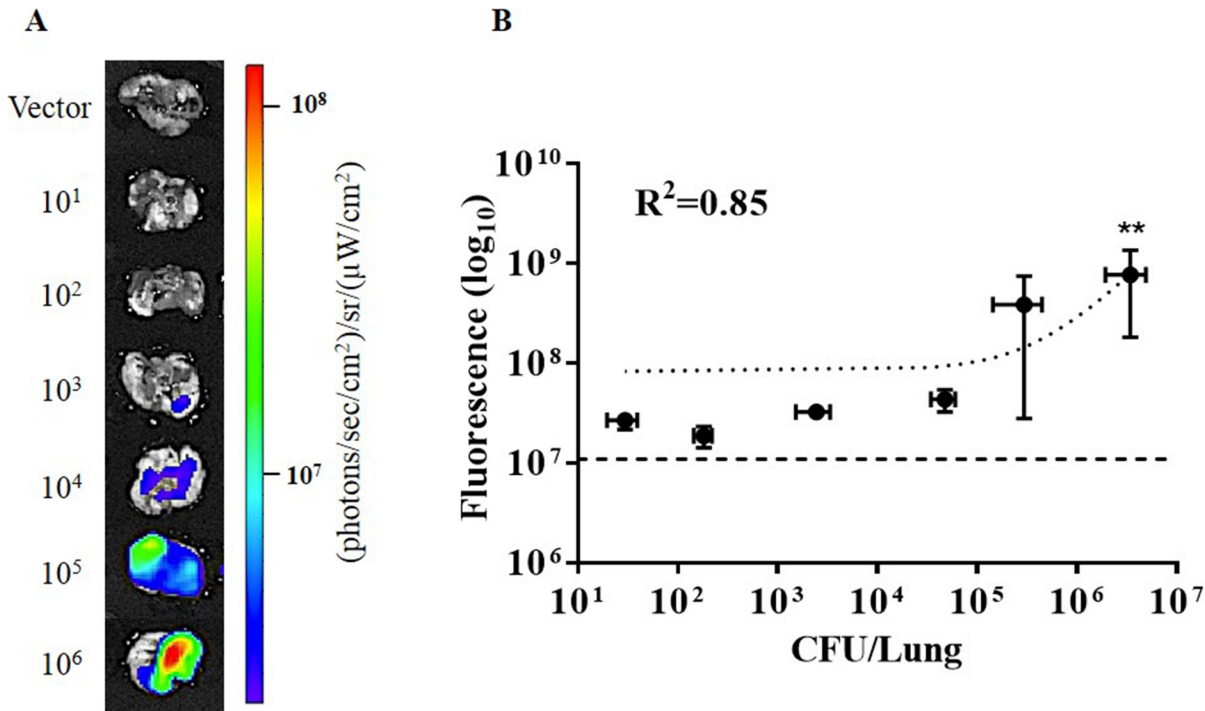 A
Vector
10¹
10²
10³
10⁴
10⁵
10⁶
10⁸
10⁷
(photons/sec/cm²)/sr/(µW/cm²)
B
R²=0.85
**
Fluorescence (log₁₀)
10¹⁰
10⁹
10⁸
10⁷
10⁶
10¹ 10² 10³ 10⁴ 10⁵ 10⁶ 10⁷
CFU/Lung